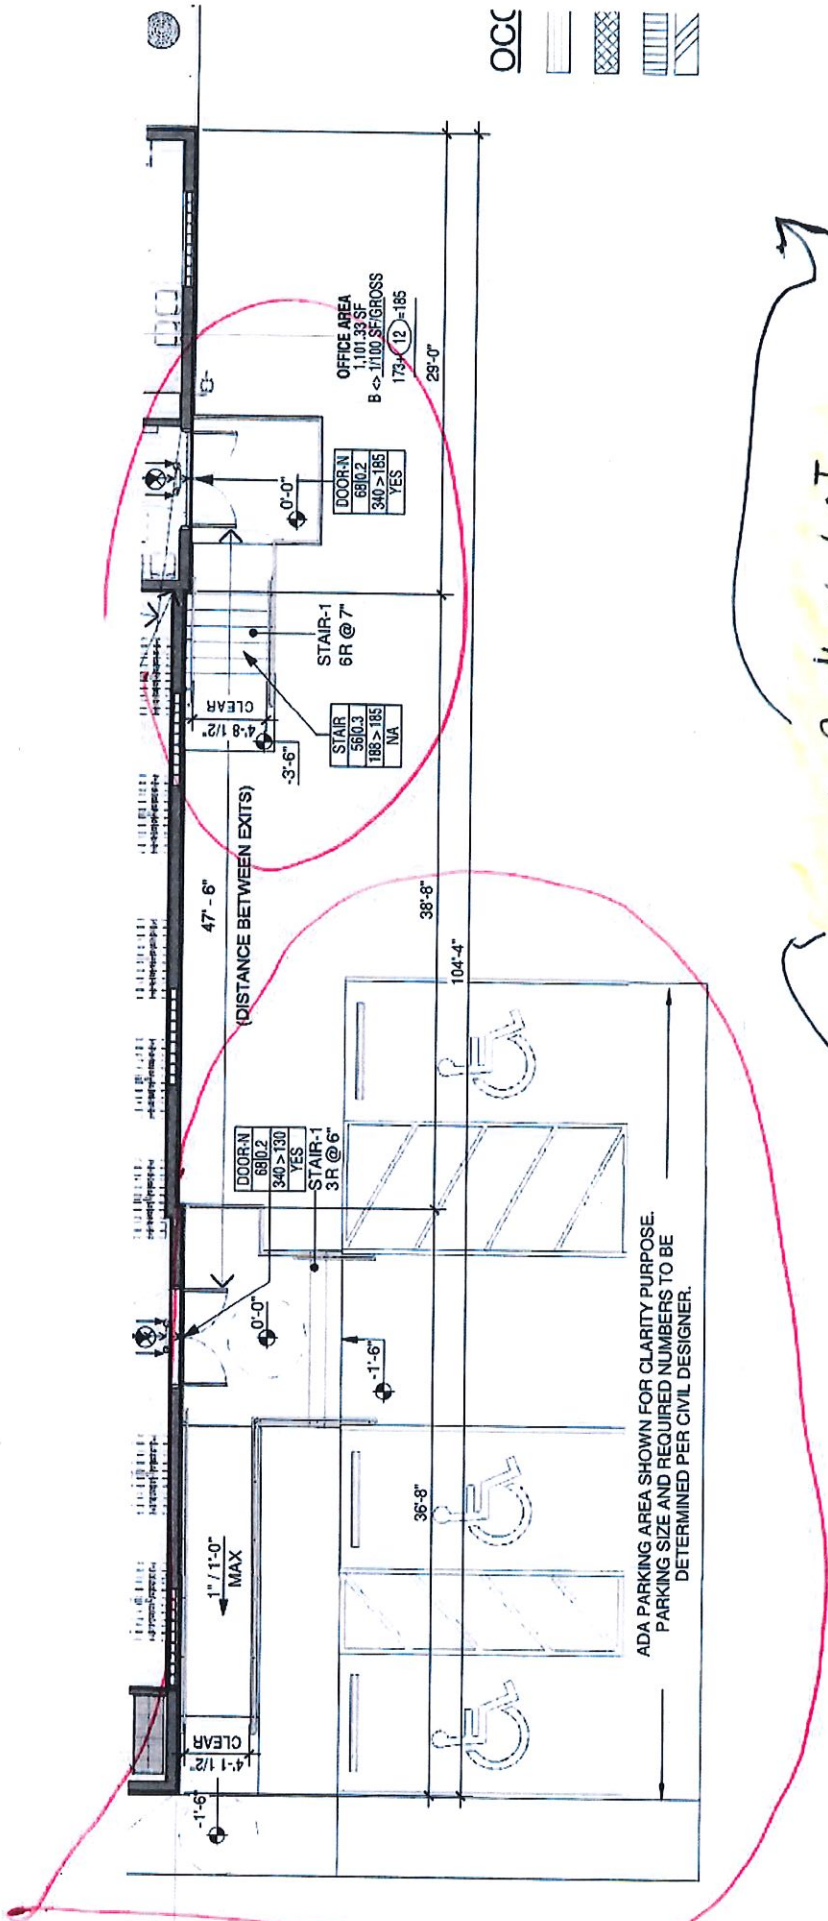 OCC
OFFICE AREA
1,101.33 SF
B <> 1/100 SF/GROSS
173+ 12 =185
29'-0"
DOOR-N
68|0.2
340 > 185
YES
0'-0"
STAIR-1
6R @ 7"
STAIR
56|0.3
188 > 185
NA
4'-8 1/2"
CLEAR
-3'-6"
47' - 6"
(DISTANCE BETWEEN EXITS)
38'-8"
104'-4"
DOOR-N
68|0.2
340 > 130
YES
STAIR-1
3R @ 6"
0'-0"
-1'-6"
1" / 1'-0"
MAX
36'-8"
4'-1 1/2"
CLEAR
-1'-6"
ADA PARKING AREA SHOWN FOR CLARITY PURPOSE.
PARKING SIZE AND REQUIRED NUMBERS TO BE
DETERMINED PER CIVIL DESIGNER.